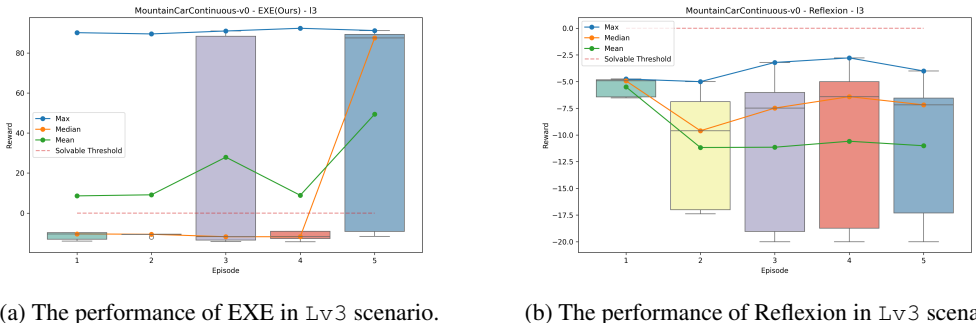 MountainCarContinuous-v0 - EXE(Ours) - l3
80
60
40
20
0
Reward
Max
Median
Mean
Solvable Threshold
1 2 3 4 5
Episode
MountainCarContinuous-v0 - Reflexion - l3
0.0
−2.5
−5.0
−7.5
−10.0
−12.5
−15.0
−17.5
−20.0
Reward
Max
Median
Mean
Solvable Threshold
1 2 3 4 5
Episode
(a) The performance of EXE in Lv3 scenario.
(b) The performance of Reflexion in Lv3 scena